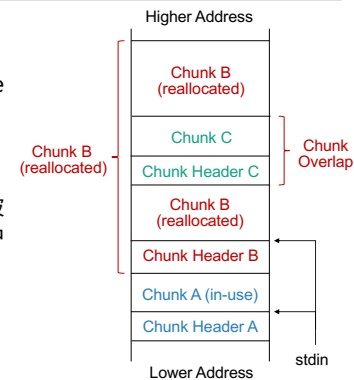 Higher Address
Chunk B
(reallocated)
Chunk C
Chunk Header C
Chunk B
(reallocated)
Chunk Header B
Chunk A (in-use)
Chunk Header A
Lower Address
Chunk B
(reallocated)
Chunk
Overlap
stdin